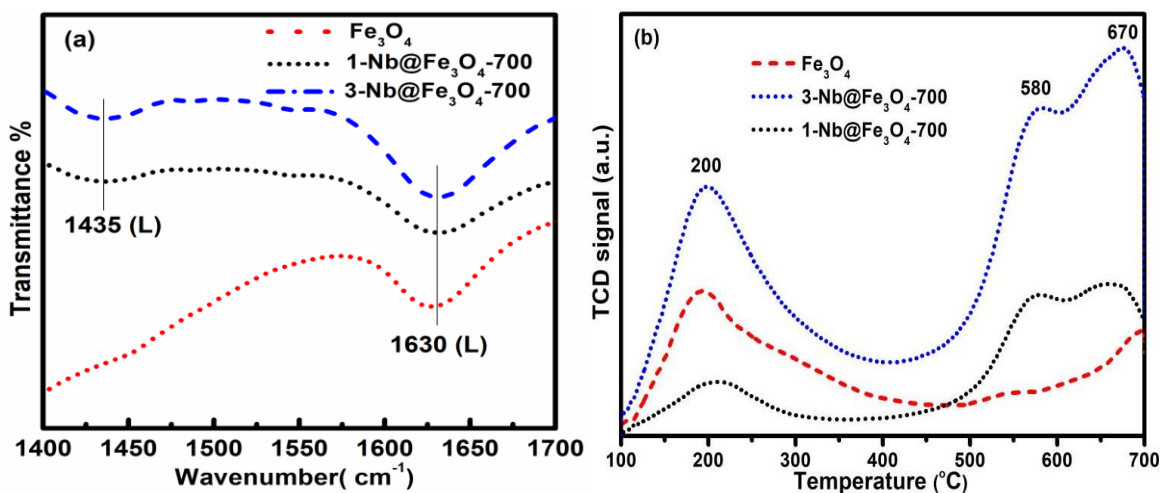 (a)
Fe₃O₄
1-Nb@Fe₃O₄-700
3-Nb@Fe₃O₄-700
1435 (L)
1630 (L)
Transmittance %
1400 1450 1500 1550 1600 1650 1700
Wavenumber( cm⁻¹)
(b)
670
580
200
Fe₃O₄
3-Nb@Fe₃O₄-700
1-Nb@Fe₃O₄-700
TCD signal (a.u.)
100 200 300 400 500 600 700
Temperature (°C)